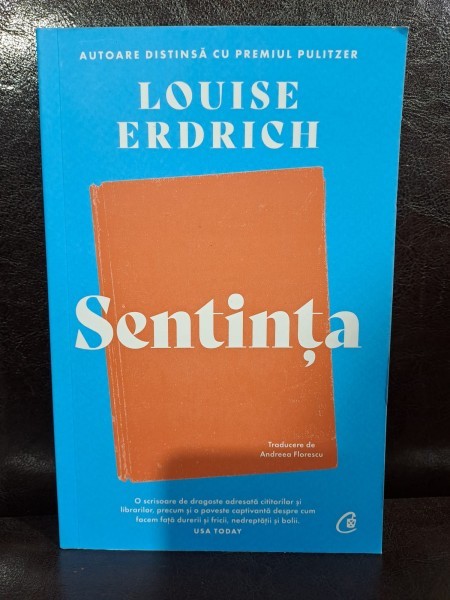 AUTOARE DISTINSĂ CU PREMIUL PULITZER
LOUISE
ERDRICH
Sentința
Traducere de
Andreea Florescu
O scrisoare de dragoste adresată cititorilor și
librarilor, precum și o poveste captivantă despre cum
facem față durerii și fricii, nedreptății și bolii.
USA TODAY